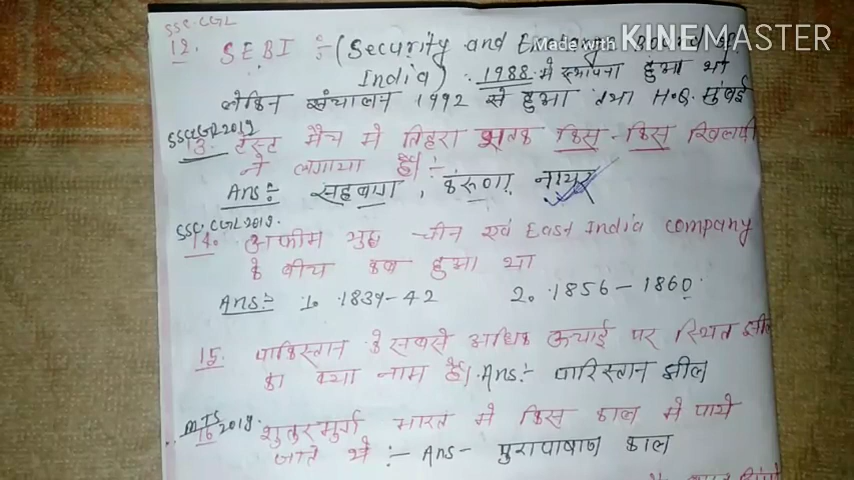 SSC.CGL
12. SEBI :- (Security and Exchange Board of
Made with KINEMASTER
India) . 1988 मे स्थापना हुआ था
लेकिन संचालन 1992 से हुआ तथा H.Q. मुंबई
SSC CGL 2019
13. टेस्ट मैच मे तिहरा शतक किस-किस खिलाड़ी
ने लगाया है। :-
Ans :- सहवाग , करूण नायर
SSC.CGL 2019.
14. अफीम युद्ध चीन एवं East India company
के बीच कब हुआ था
Ans :- 1. 1839-42 2. 1856-1860.
15. पाकिस्तान के सबसे अधिक ऊचाई पर स्थित झील
का क्या नाम है। Ans :- पारिस्तान झील
MTS 2019.
16 शुतुरमुर्ग भारत मे किस काल मे पाये
जाते थे :- Ans - पुरापाषाण काल